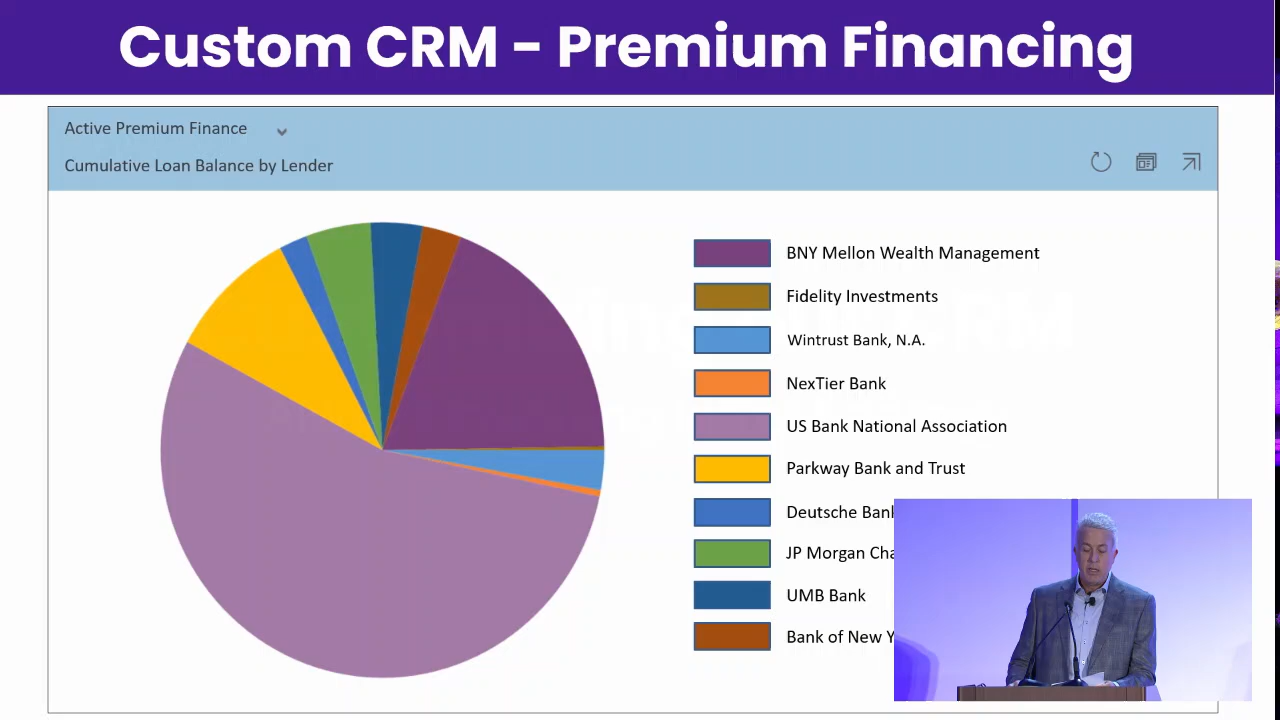 Custom CRM - Premium Financing
Active Premium Finance
Cumulative Loan Balance by Lender
BNY Mellon Wealth Management
Fidelity Investments
Wintrust Bank, N.A.
NexTier Bank
US Bank National Association
Parkway Bank and Trust
Deutsche Bank
JP Morgan
UMB Bank
Bank of New